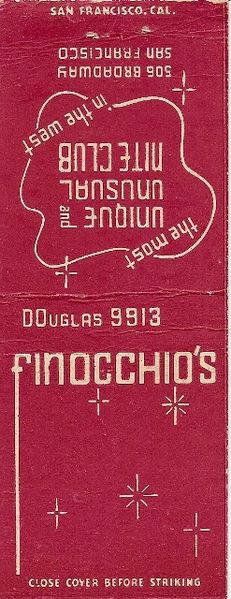 SAN FRANCISCO, CAL.
506 BROADWAY
SAN FRANCISCO
the most
UNIQUE and
UNUSUAL
NITE CLUB
in the west
DOUGLAS 9913
FINOCCHIO'S
CLOSE COVER BEFORE STRIKING